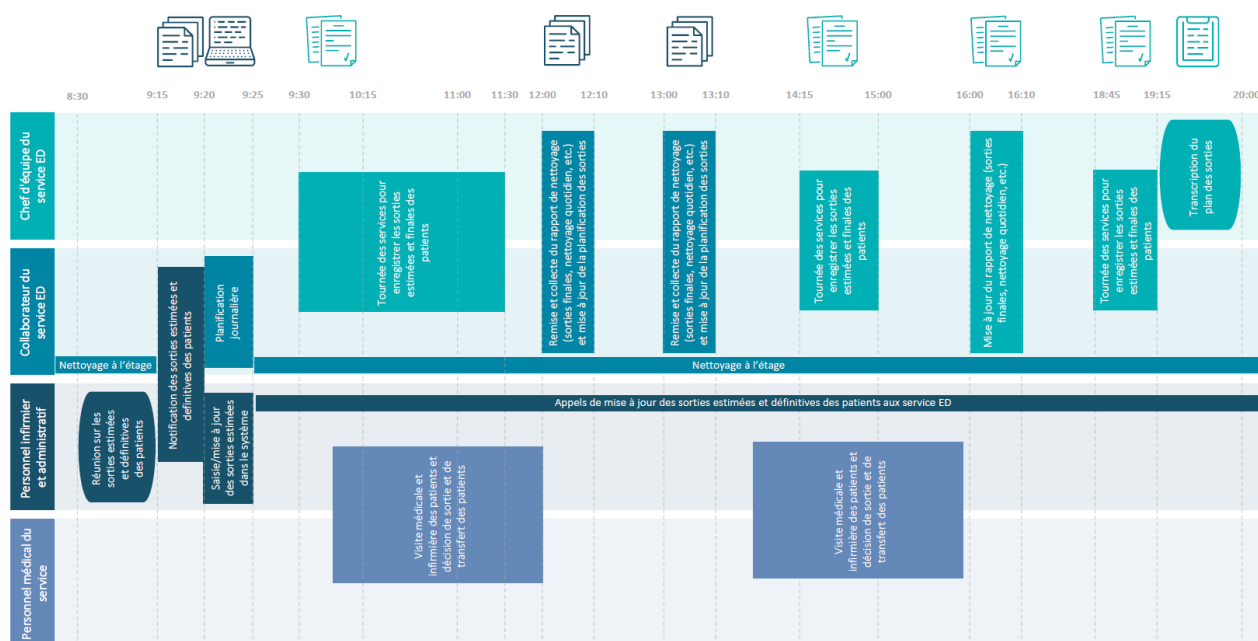 8:30
9:15
9:20
9:25
9:30
10:15
11:00
11:30
12:00
12:10
13:00
13:10
14:15
15:00
16:00
16:10
18:45
19:15
20:00
Chef d'équipe du
service ED
Tournée des services pour
enregistrer les sorties
estimées et finales des
patients
Remise et collecte du rapport de nettoyage
(sorties finales, nettoyage quotidien, etc.)
et mise à jour de la planification des sorties
Remise et collecte du rapport de nettoyage
(sorties finales, nettoyage quotidien, etc.)
et mise à jour de la planification des sorties
Tournée des services pour
enregistrer les sorties
estimées et finales des
patients
Mise à jour du rapport de nettoyage (sorties
finales, nettoyage quotidien, etc.)
Tournée des services pour
enregistrer les sorties
estimées et finales des
patients
Transcription du
plan des sorties
Collaborateur du
service ED
Nettoyage à l'étage
Notification des sorties estimées et
definitives des patients
Planification
journalière
Nettoyage à l'étage
Personnel infirmier
et administratif
Réunion sur les
sorties estimées
et définitives
des patients
Saisie/mise à jour
des sorties estimées
dans le système
Appels de mise à jour des sorties estimées et définitives des patients aux service ED
Visite médicale et
infirmière des patients et
décision de sortie et de
transfert des patients
Visite médicale et
infirmière des patients et
décision de sortie et de
transfert des patients
Personnel médical du
service